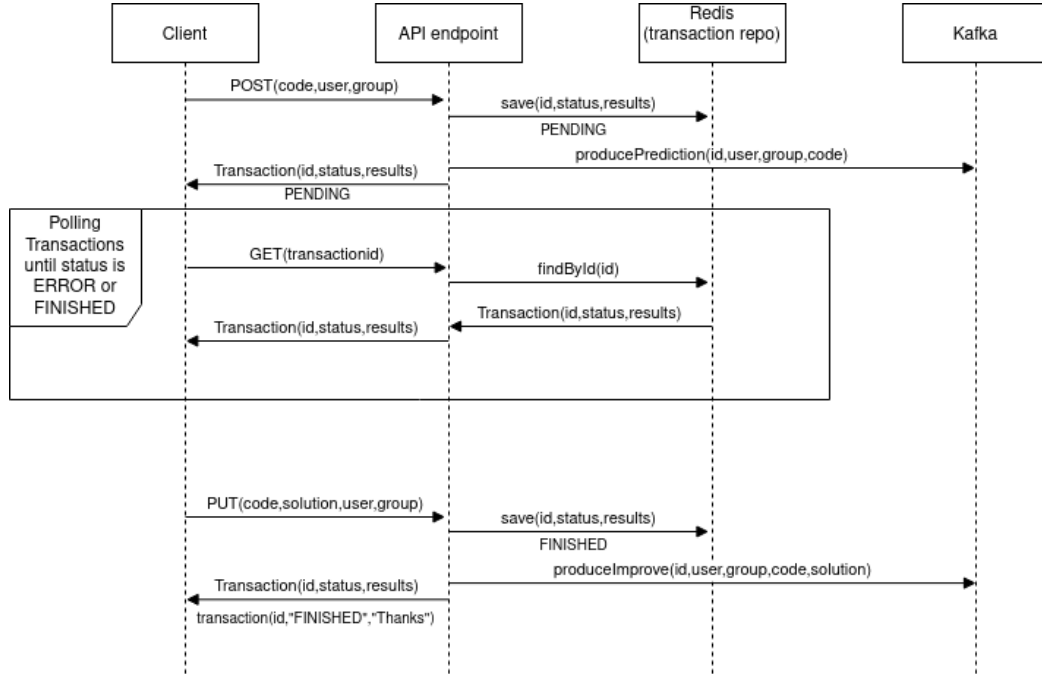 Client
API endpoint
Redis
(transaction repo)
Kafka
POST(code,user,group)
save(id,status,results)
PENDING
producePrediction(id,user,group,code)
Transaction(id,status,results)
PENDING
Polling
Transactions
until status is
ERROR or
FINISHED
GET(transactionid)
findById(id)
Transaction(id,status,results)
Transaction(id,status,results)
PUT(code,solution,user,group)
save(id,status,results)
FINISHED
produceImprove(id,user,group,code,solution)
Transaction(id,status,results)
transaction(id,"FINISHED","Thanks")